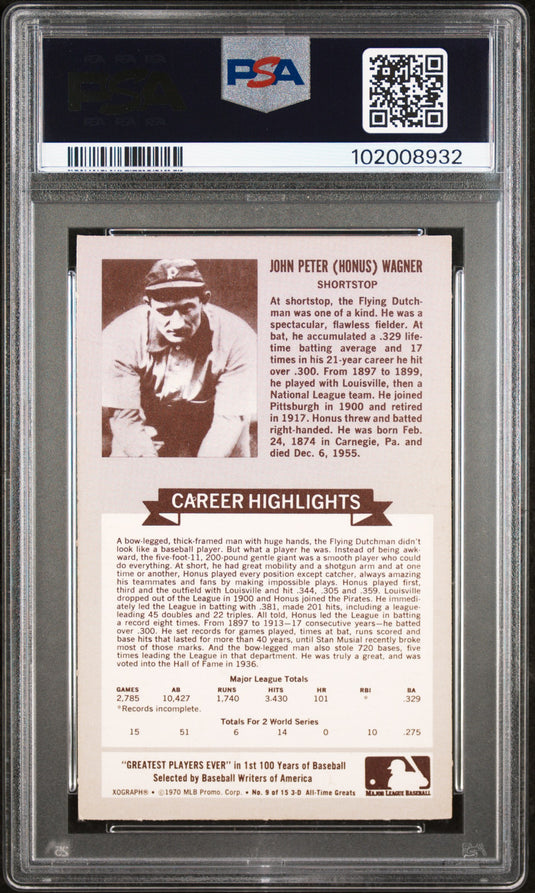 PSA
PSA
102008932
JOHN PETER (HONUS) WAGNER
SHORTSTOP
At shortstop, the Flying Dutch-
man was one of a kind. He was a
spectacular, flawless fielder. At
bat, he accumulated a .329 life-
time batting average and 17
times in his 21-year career he hit
over .300. From 1897 to 1899,
he played with Louisville, then a
National League team. He joined
Pittsburgh in 1900 and retired
in 1917. Honus threw and batted
right-handed. He was born Feb.
24, 1874 in Carnegie, Pa. and
died Dec. 6, 1955.
CAREER HIGHLIGHTS
A bow-legged, thick-framed man with huge hands, the Flying Dutchman didn't
look like a baseball player. But what a player he was. Instead of being awk-
ward, the five-foot-11, 200-pound gentle giant was a smooth player who could
do everything. At short, he had great mobility and a shotgun arm and at one
time or another, Honus played every position except catcher, always amazing
his teammates and fans by making impossible plays. Honus played first,
third and the outfield with Louisville and hit .344, .305 and .359. Louisville
dropped out of the League in 1900 and Honus joined the Pirates. He immedi-
ately led the League in batting with .381, made 201 hits, including a league-
leading 45 doubles and 22 triples. All told, Honus led the League in batting
a record eight times. From 1897 to 1913—17 consecutive years—he batted
over .300. He set records for games played, times at bat, runs scored and
base hits that lasted for more than 40 years, until Stan Musial recently broke
most of those marks. And the bow-legged man also stole 720 bases, five
times leading the League in that department. He was truly a great, and was
voted into the Hall of Fame in 1936.
Major League Totals
GAMES AB RUNS HITS HR RBI BA
2,785 10,427 1,740 3.430 101 * .329
*Records incomplete.
Totals For 2 World Series
15 51 6 14 0 10 .275
"GREATEST PLAYERS EVER" in 1st 100 Years of Baseball
Selected by Baseball Writers of America
XOGRAPH® • ©1970 MLB Promo. Corp. • No. 9 of 15 3-D All-Time Greats
MAJOR LEAGUE BASEBALL